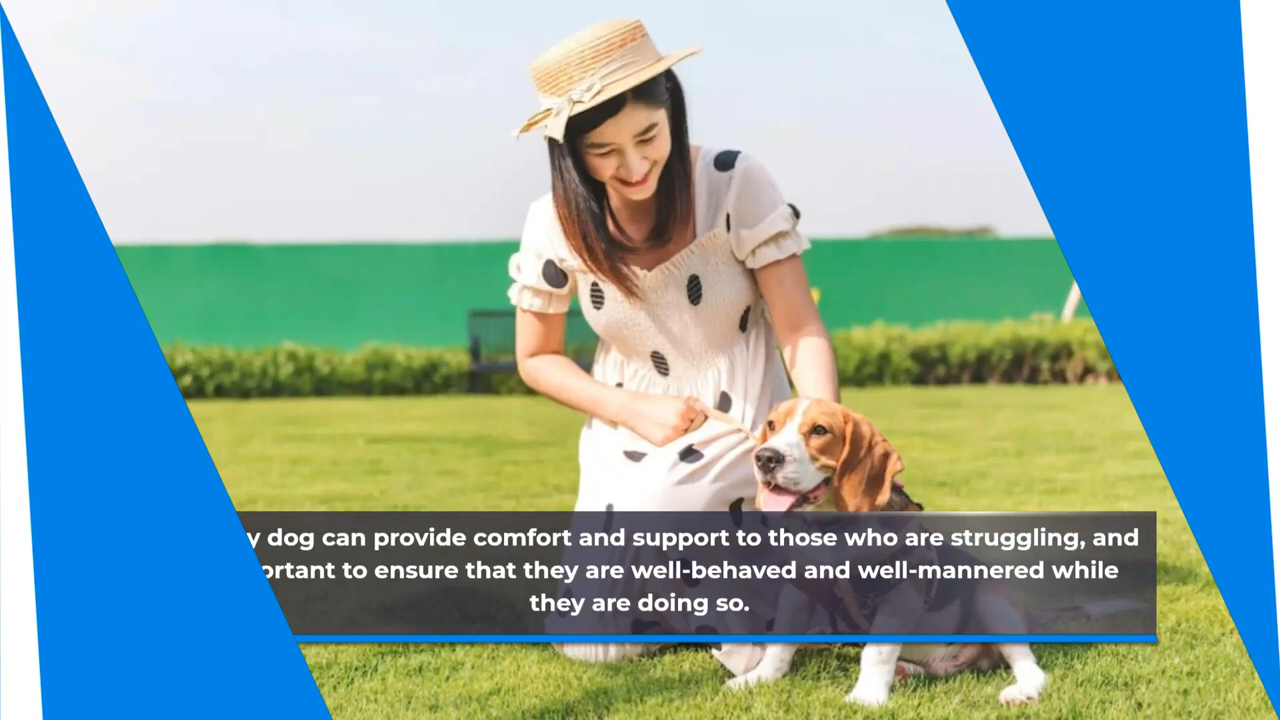 dog can provide comfort and support to those who are struggling, and
to ensure that they are well-behaved and well-mannered while
they are doing so.